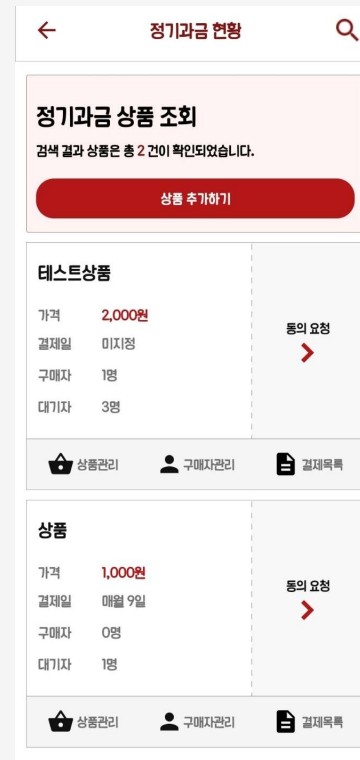 정기과금 현황
정기과금 상품 조회
검색 결과 상품은 총 2 건이 확인되었습니다.
상품 추가하기
테스트상품
가격 2,000원
결제일 미지정
구매자 1명
대기자 3명
동의 요청
상품관리 구매자관리 결제목록
상품
가격 1,000원
결제일 매월 9일
구매자 0명
대기자 1명
동의 요청
상품관리 구매자관리 결제목록